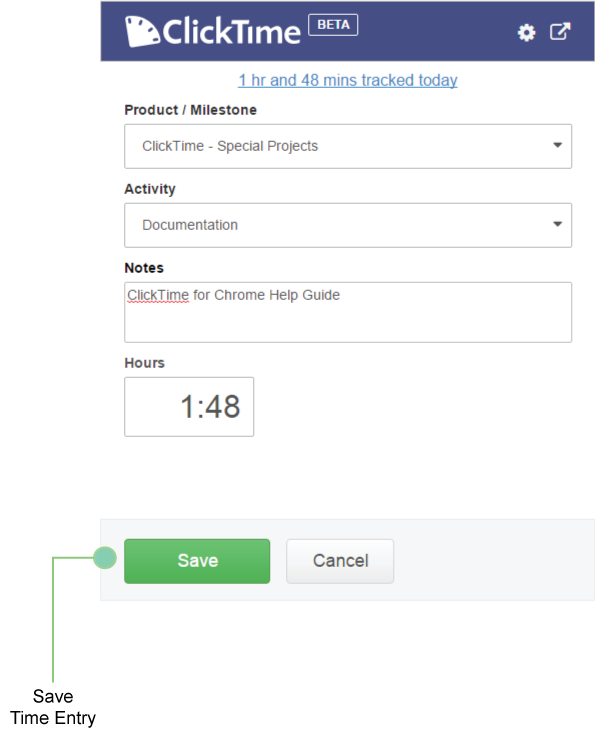 ClickTime BETA
1 hr and 48 mins tracked today
Product / Milestone
ClickTime - Special Projects
Activity
Documentation
Notes
ClickTime for Chrome Help Guide
Hours
1:48
Save Cancel
Save
Time Entry